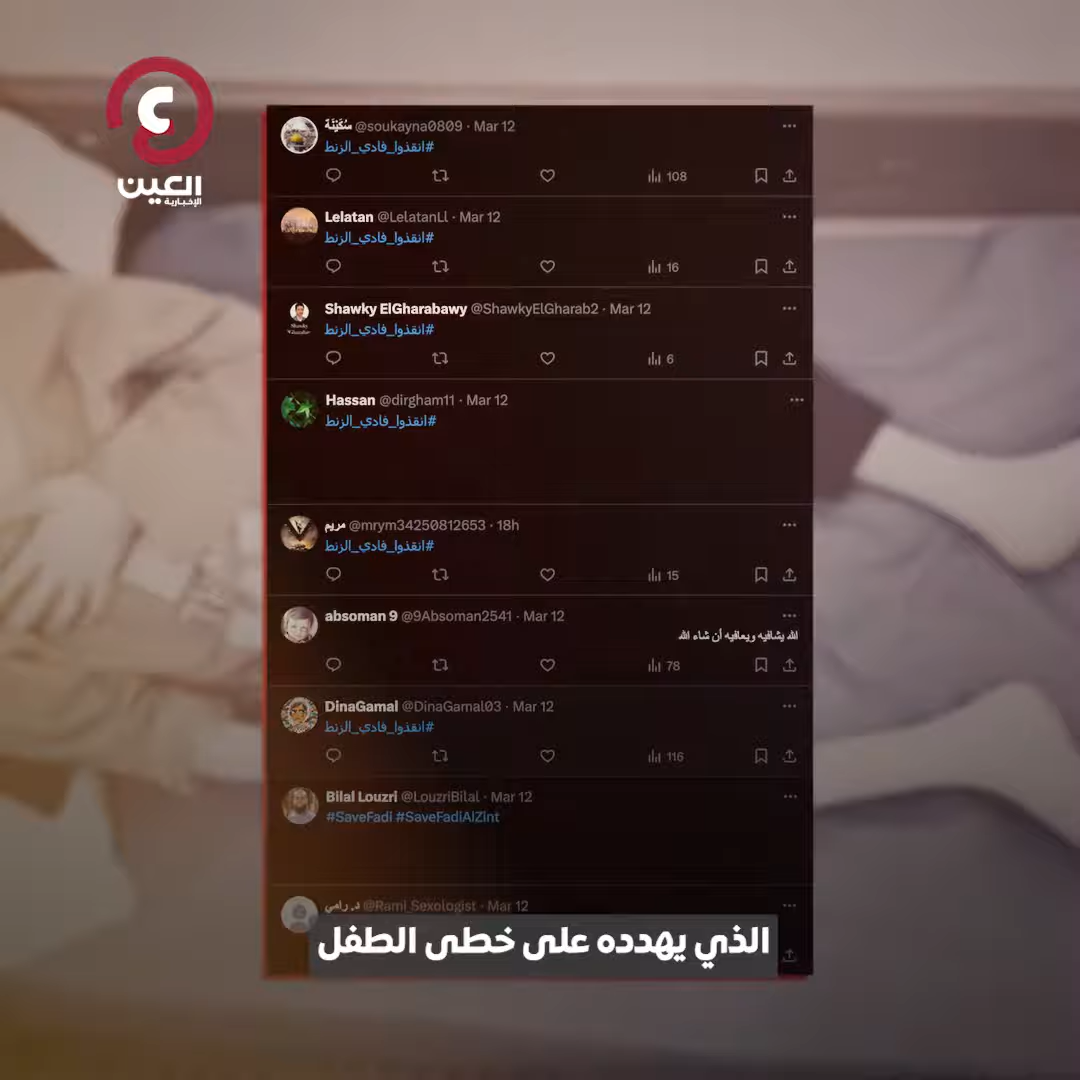 العين
الإخبارية
سُكَيْنَة @soukayna0809 · Mar 12
#انقذوا_فادي_الزنط
108
Lelatan @LelatanLl · Mar 12
#انقذوا_فادي_الزنط
16
Shawky ElGharabawy @ShawkyElGharab2 · Mar 12
#انقذوا_فادي_الزنط
6
Hassan @dirgham11 · Mar 12
#انقذوا_فادي_الزنط
مريم @mrym34250812653 · 18h
#انقذوا_فادي_الزنط
15
absoman 9 @9Absoman2541 · Mar 12
الله يشافيه ويعافيه أن شاء الله
78
DinaGamal @DinaGamal03 · Mar 12
#انقذوا_فادي_الزنط
116
Bilal Louzri @LouzriBilal · Mar 12
#SaveFadi #SaveFadiAlZint
د. رامي @Rami_Sexologist · Mar 12
الذي يهدده على خطى الطفل